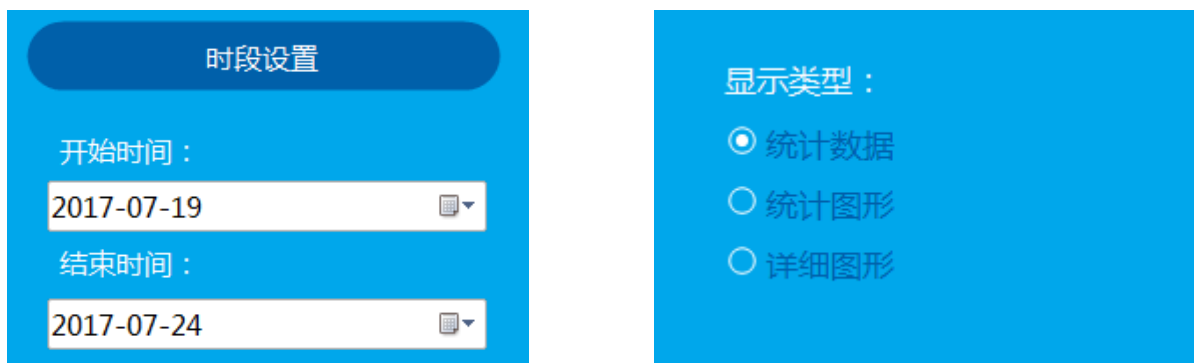 时段设置
开始时间：
2017-07-19
结束时间：
2017-07-24
显示类型：
统计数据
统计图形
详细图形